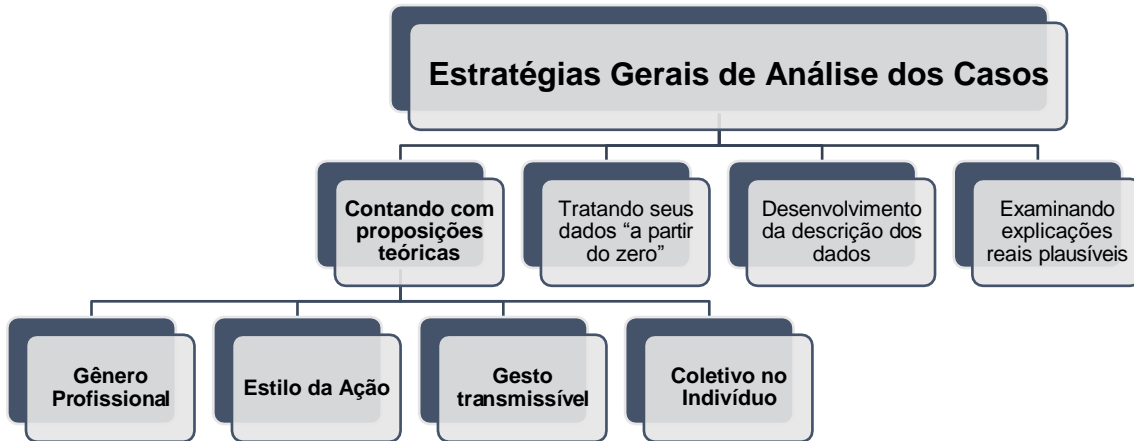 Estratégias Gerais de Análise dos Casos
Contando com
proposições
teóricas
Tratando seus
dados “a partir
do zero”
Desenvolvimento
da descrição dos
dados
Examinando
explicações
reais plausíveis
Gênero
Profissional
Estilo da Ação
Gesto
transmissível
Coletivo no
Indivíduo